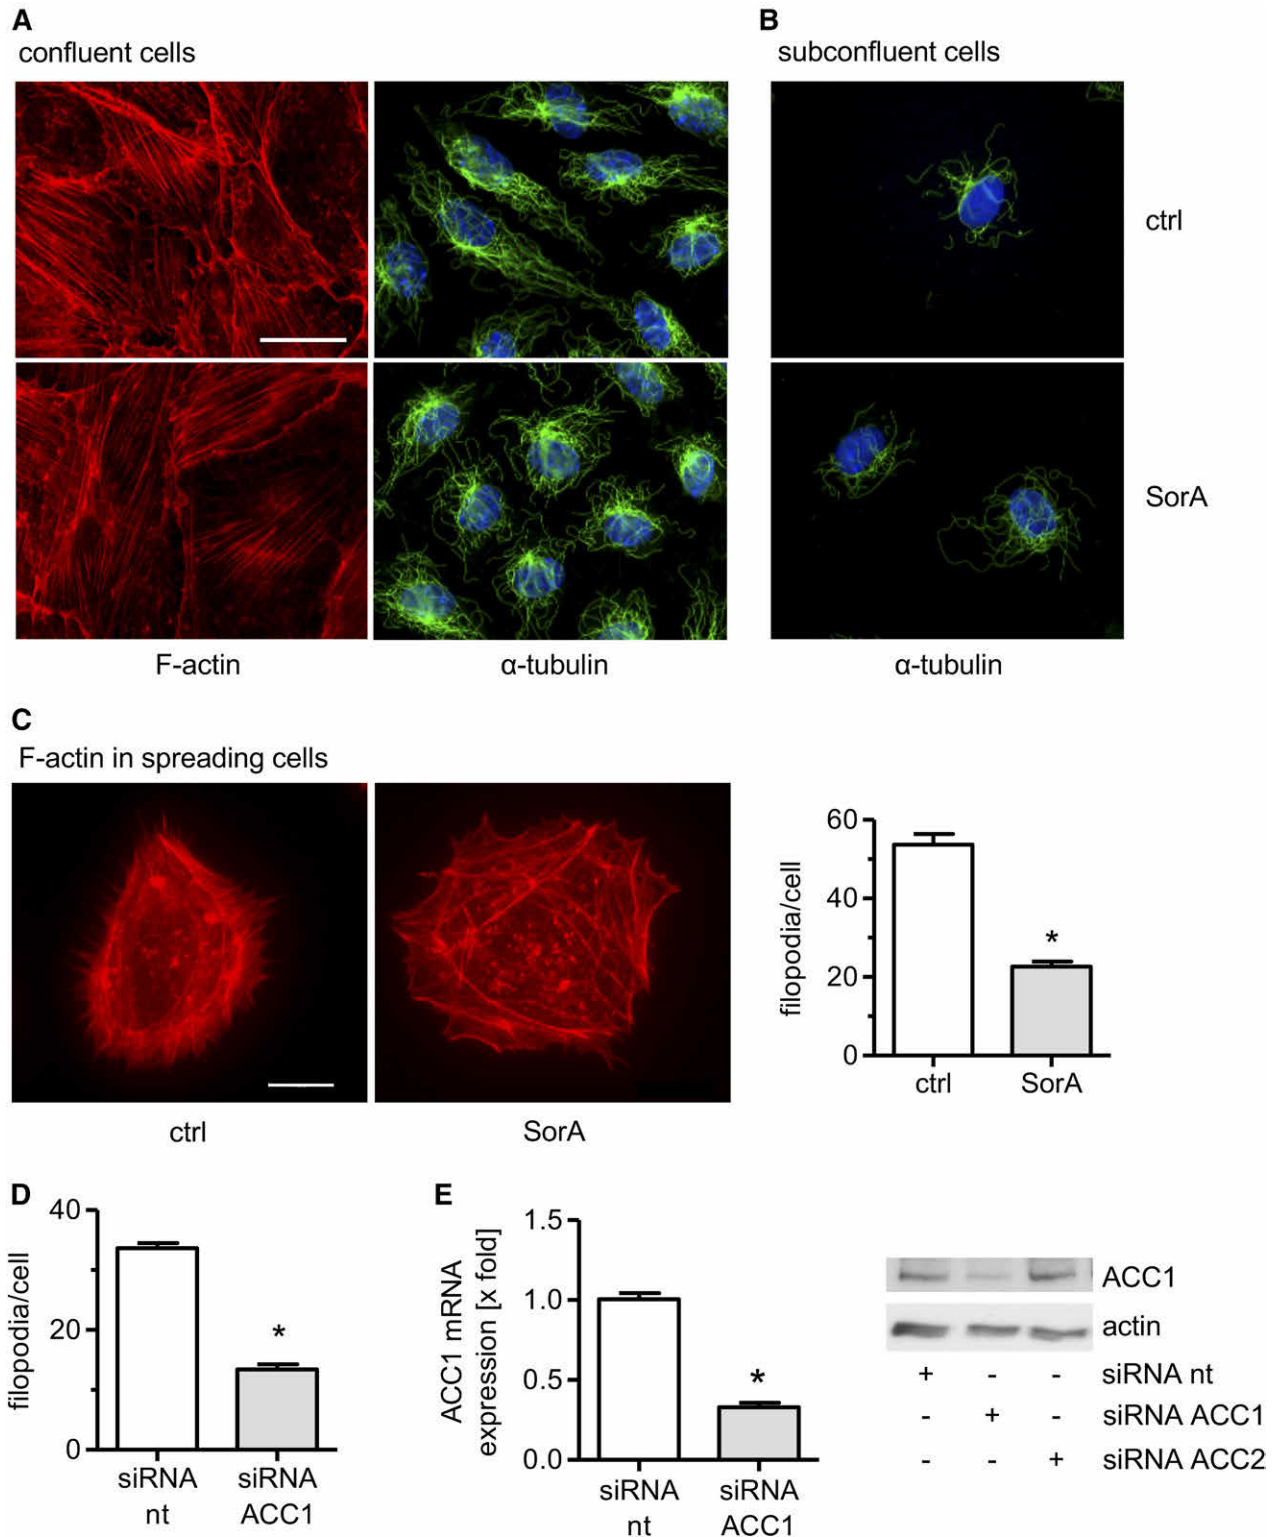 A
confluent cells
B
subconfluent cells
ctrl
SorA
F-actin
α-tubulin
α-tubulin
C
F-actin in spreading cells
ctrl
SorA
filopodia/cell
60
40
20
0
ctrl
SorA
*
D
filopodia/cell
40
20
0
*
siRNA
nt
siRNA
ACC1
E
ACC1 mRNA
expression [x fold]
1.5
1.0
0.5
0.0
*
siRNA
nt
siRNA
ACC1
ACC1
actin
+ - - siRNA nt
- + - siRNA ACC1
- - + siRNA ACC2